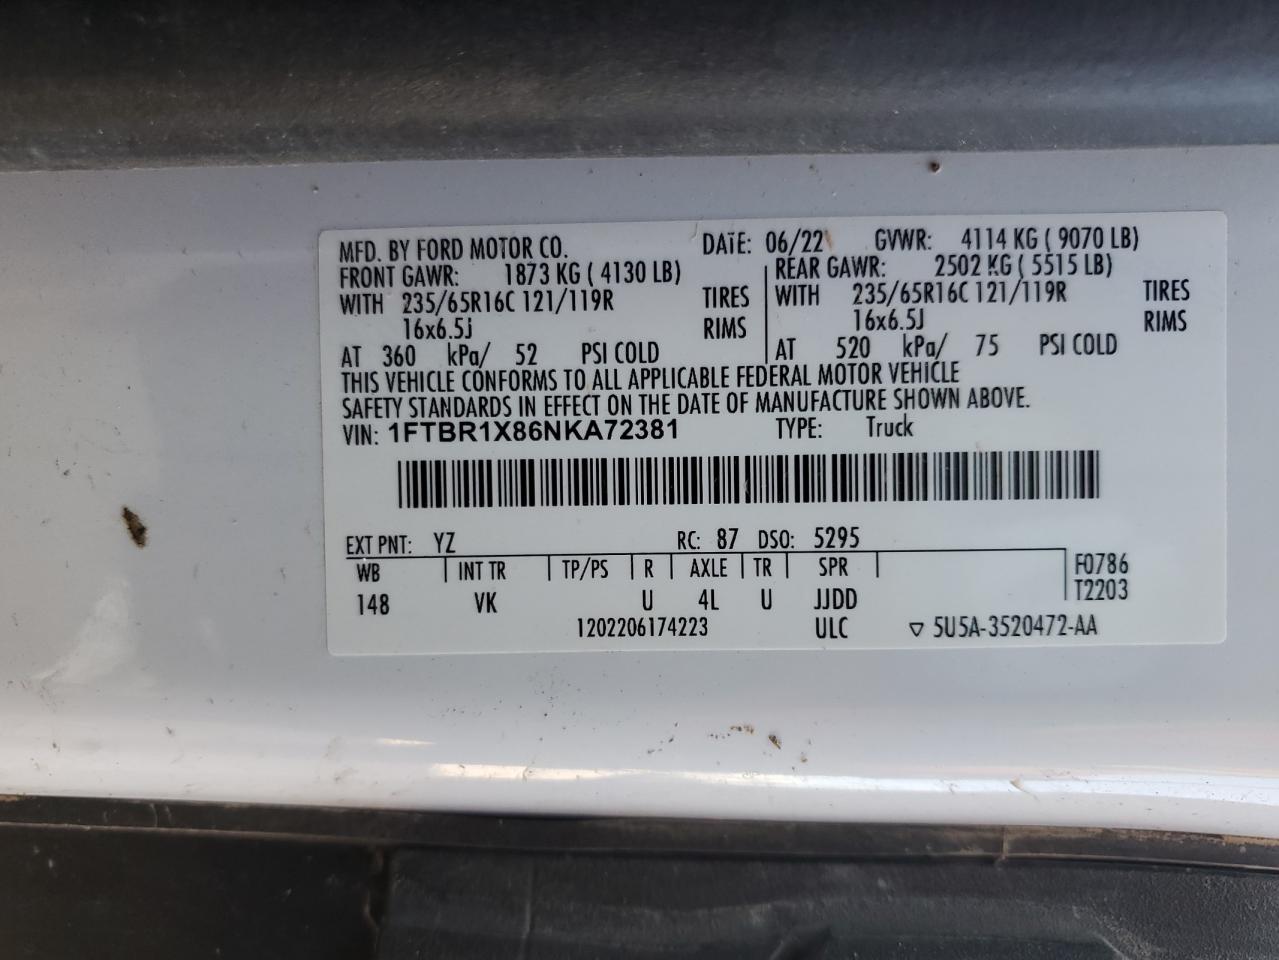 MFD. BY FORD MOTOR CO. DATE: 06/22 GVWR: 4114 KG ( 9070 LB)
FRONT GAWR: 1873 KG ( 4130 LB) REAR GAWR: 2502 KG ( 5515 LB)
WITH 235/65R16C 121/119R TIRES WITH 235/65R16C 121/119R TIRES
16x6.5J RIMS 16x6.5J RIMS
AT 360 kPa/ 52 PSI COLD AT 520 kPa/ 75 PSI COLD
THIS VEHICLE CONFORMS TO ALL APPLICABLE FEDERAL MOTOR VEHICLE
SAFETY STANDARDS IN EFFECT ON THE DATE OF MANUFACTURE SHOWN ABOVE.
VIN: 1FTBR1X86NKA72381 TYPE: Truck
EXT PNT: YZ RC: 87 DSO: 5295
WB INT TR TP/PS R AXLE TR SPR F0786
148 VK U 4L U JJDD T2203
1202206174223 ULC ▽ 5U5A-3520472-AA